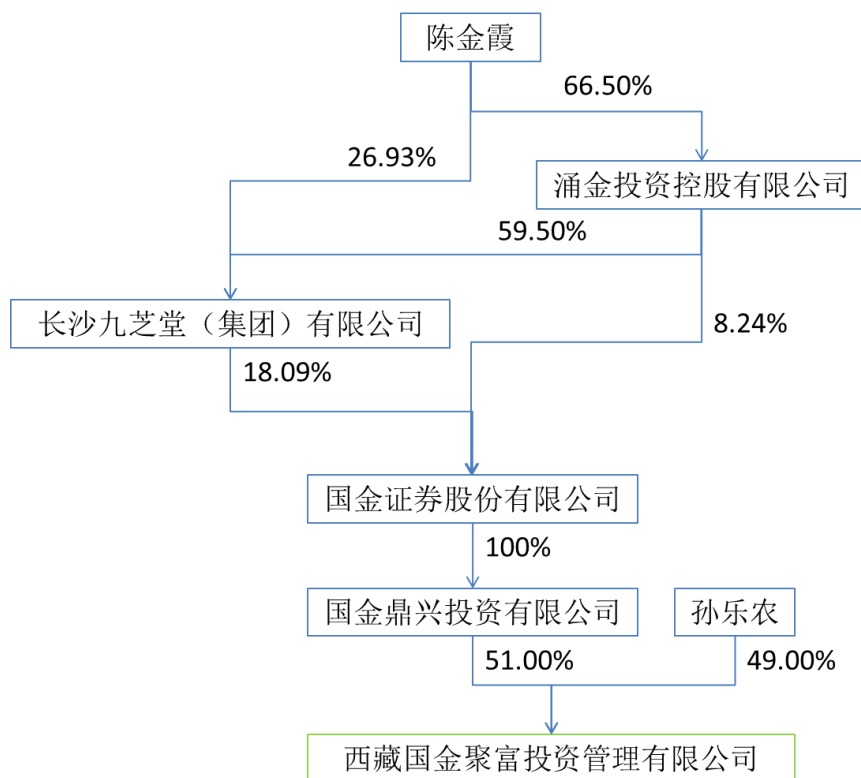 陈金霞
66.50%
26.93%
涌金投资控股有限公司
59.50%
长沙九芝堂（集团）有限公司
8.24%
18.09%
国金证券股份有限公司
100%
国金鼎兴投资有限公司
孙乐农
51.00%
49.00%
西藏国金聚富投资管理有限公司